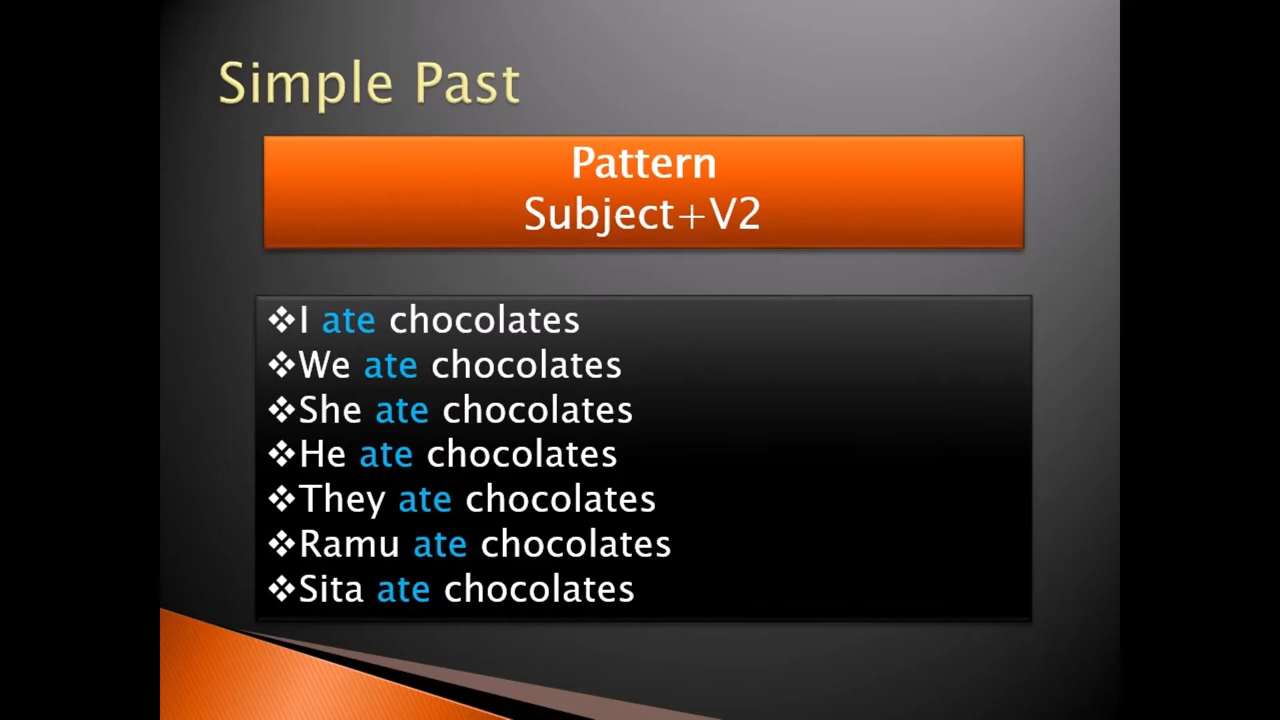 Simple Past
Pattern
Subject+V2
❖I ate chocolates
❖We ate chocolates
❖She ate chocolates
❖He ate chocolates
❖They ate chocolates
❖Ramu ate chocolates
❖Sita ate chocolates